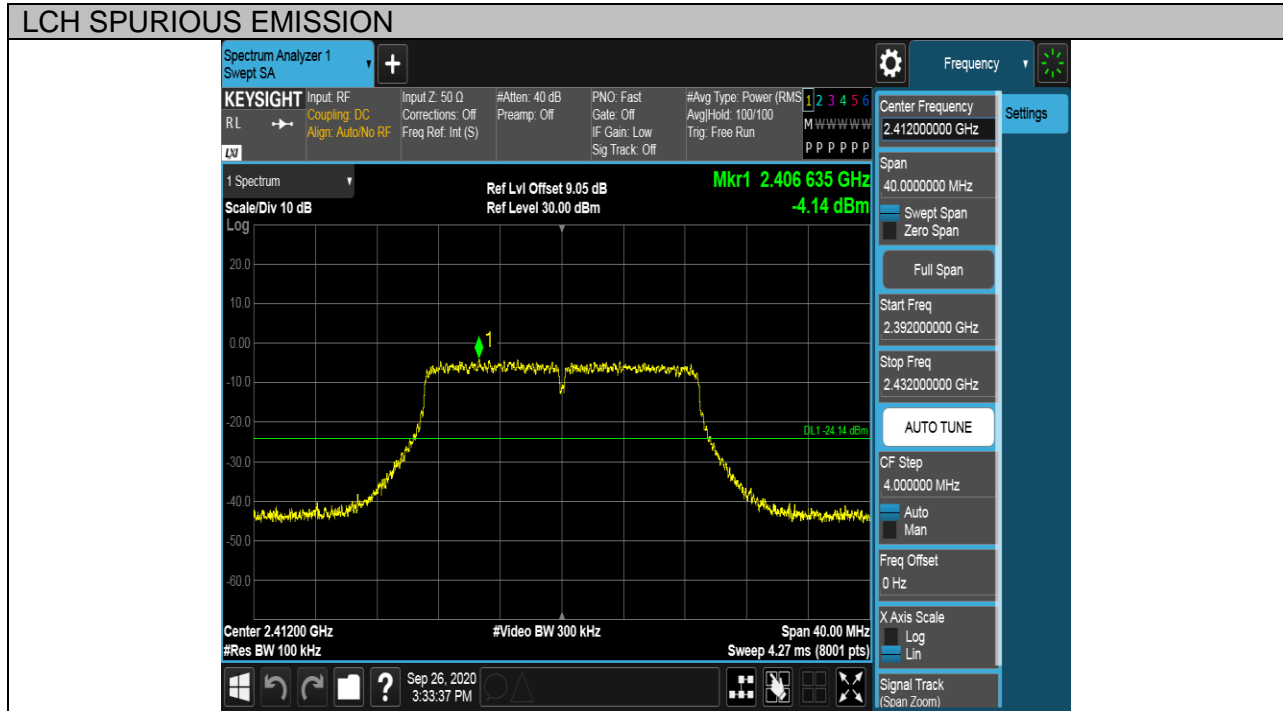 LCH SPURIOUS EMISSION
Spectrum Analyzer 1
Swept SA
+
Frequency
KEYSIGHT
RL
LXI
Input: RF
Coupling: DC
Align: Auto/No RF
Input Z: 50 Ω
Corrections: Off
Freq Ref: Int (S)
#Atten: 40 dB
Preamp: Off
PNO: Fast
Gate: Off
IF Gain: Low
Sig Track: Off
#Avg Type: Power (RMS
Avg|Hold: 100/100
Trig: Free Run
1 2 3 4 5 6
M W W W W W
P P P P P P
1 Spectrum
Scale/Div 10 dB
Ref Lvl Offset 9.05 dB
Ref Level 30.00 dBm
Mkr1 2.406 635 GHz
-4.14 dBm
Log
20.0
10.0
0.00
-10.0
-20.0
-30.0
-40.0
-50.0
-60.0
1
DL1 -24.14 dBm
Center 2.41200 GHz
#Res BW 100 kHz
#Video BW 300 kHz
Span 40.00 MHz
Sweep 4.27 ms (8001 pts)
?
Sep 26, 2020
3:33:37 PM
Center Frequency
2.412000000 GHz
Settings
Span
40.0000000 MHz
Swept Span
Zero Span
Full Span
Start Freq
2.392000000 GHz
Stop Freq
2.432000000 GHz
AUTO TUNE
CF Step
4.000000 MHz
Auto
Man
Freq Offset
0 Hz
X Axis Scale
Log
Lin
Signal Track
(Span Zoom)